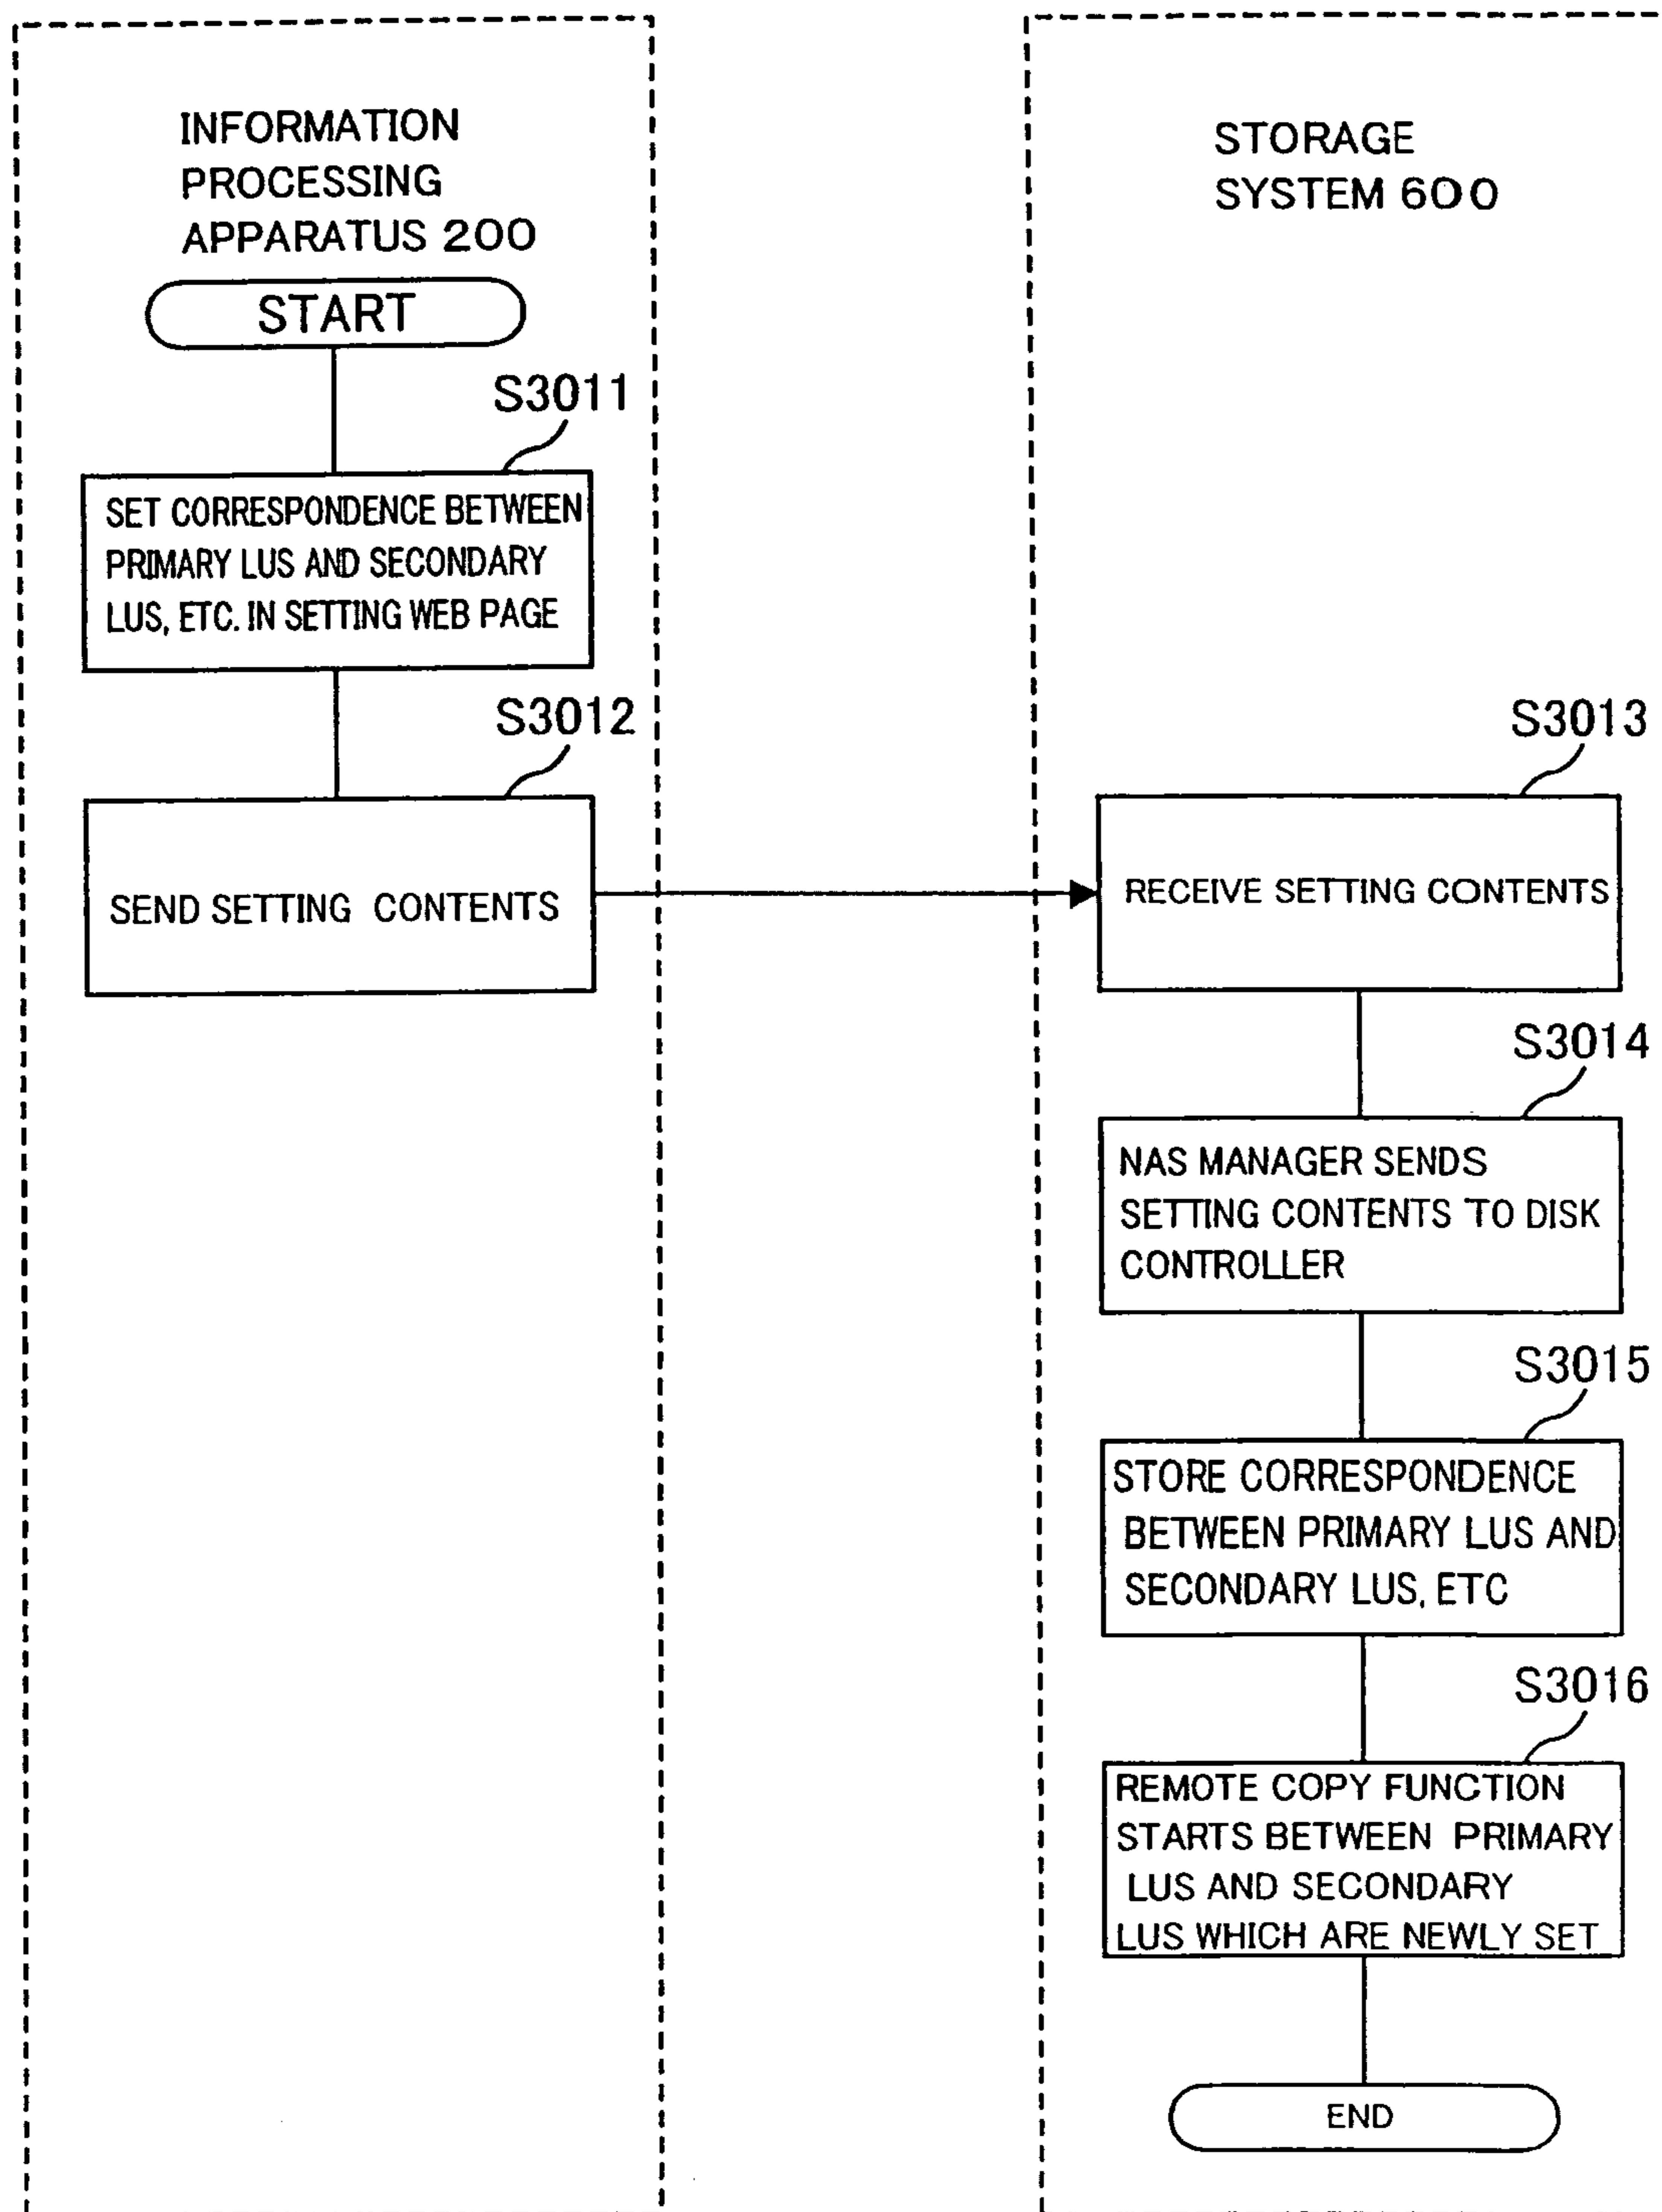 INFORMATION
PROCESSING
APPARATUS 200
START
S3011
SET CORRESPONDENCE BETWEEN
PRIMARY LUS AND SECONDARY
LUS, ETC. IN SETTING WEB PAGE
S3012
SEND SETTING CONTENTS
STORAGE
SYSTEM 600
S3013
RECEIVE SETTING CONTENTS
S3014
NAS MANAGER SENDS
SETTING CONTENTS TO DISK
CONTROLLER
S3015
STORE CORRESPONDENCE
BETWEEN PRIMARY LUS AND
SECONDARY LUS, ETC
S3016
REMOTE COPY FUNCTION
STARTS BETWEEN PRIMARY
LUS AND SECONDARY
LUS WHICH ARE NEWLY SET
END